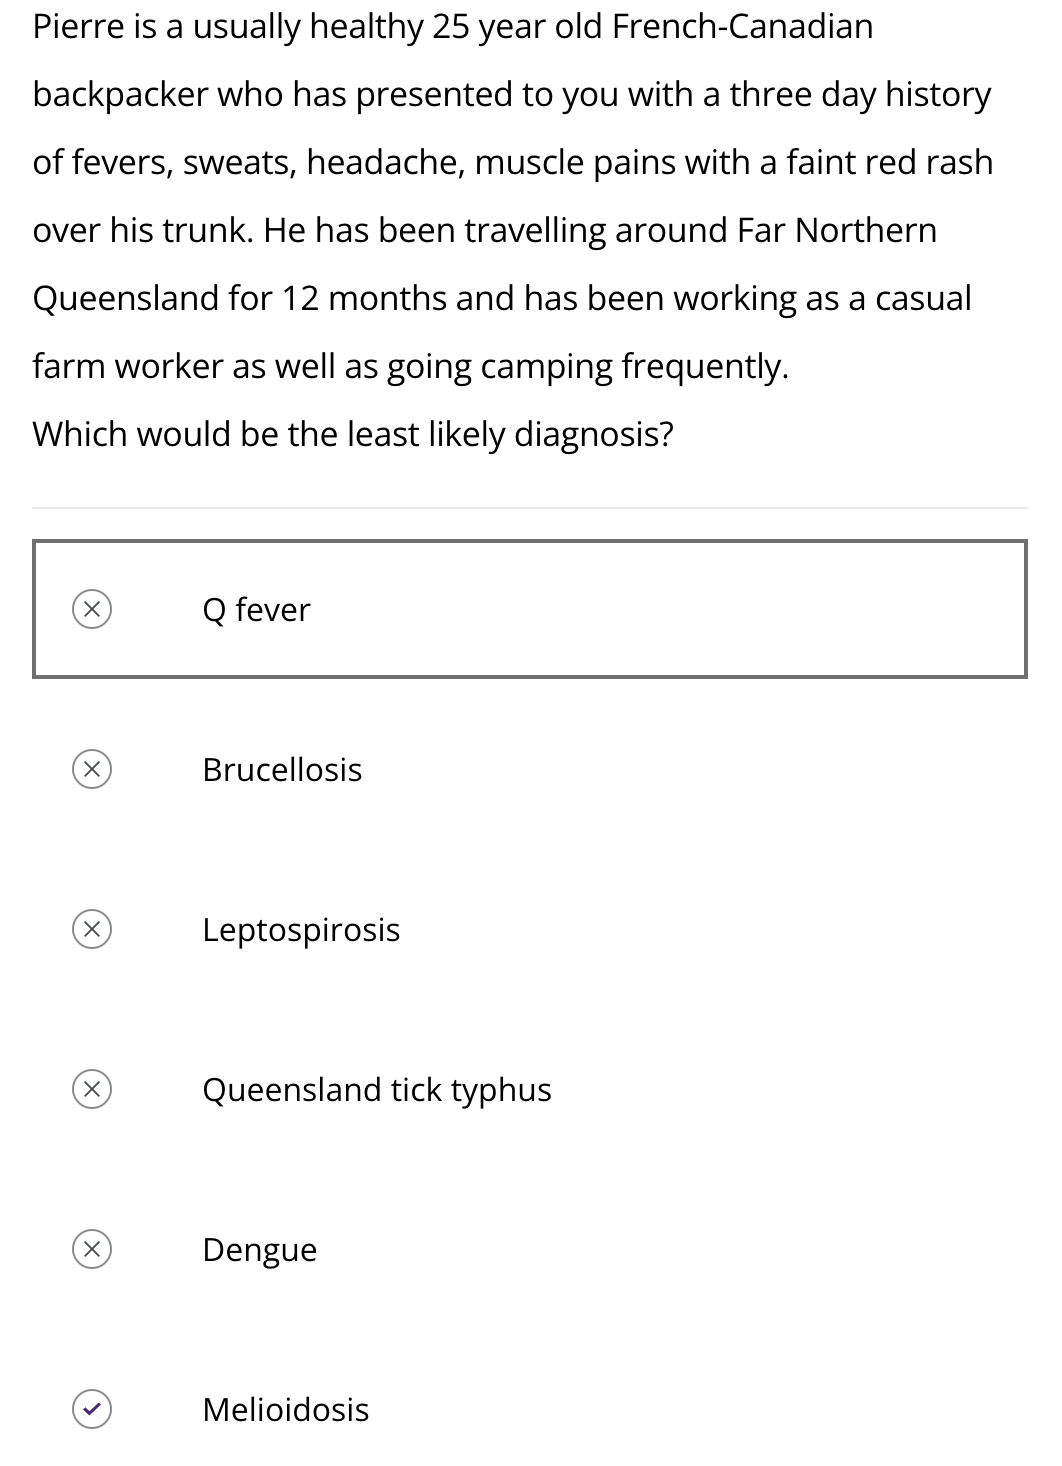 Pierre is a usually healthy 25 year old French-Canadian
backpacker who has presented to you with a three day history
of fevers, sweats, headache, muscle pains with a faint red rash
over his trunk. He has been travelling around Far Northern
Queensland for 12 months and has been working as a casual
farm worker as well as going camping frequently.
Which would be the least likely diagnosis?
Q fever
Brucellosis
Leptospirosis
Queensland tick typhus
Dengue
Melioidosis